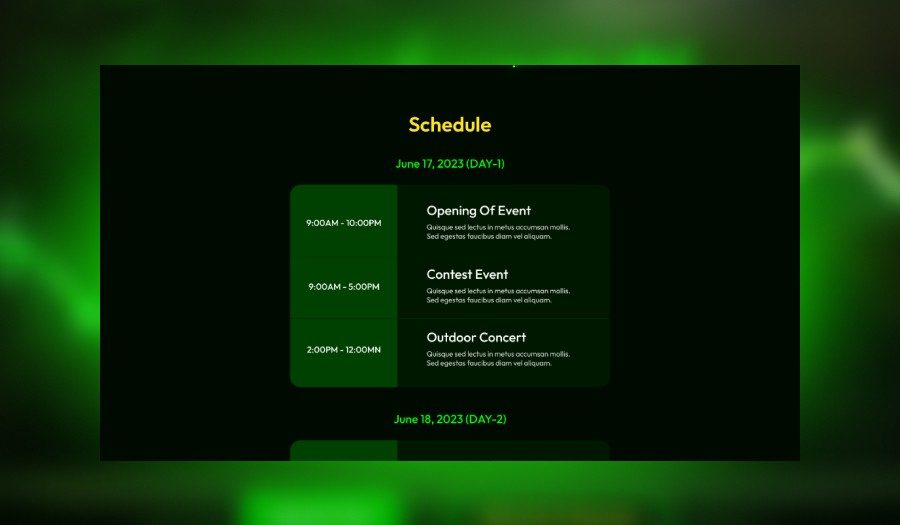 Schedule
June 17, 2023 (DAY-1)
9:00AM - 10:00PM
Opening Of Event
Quisque sed lectus in metus accumsan mollis.
Sed egestas faucibus diam vel aliquam.
9:00AM - 5:00PM
Contest Event
Quisque sed lectus in metus accumsan mollis.
Sed egestas faucibus diam vel aliquam.
2:00PM - 12:00MN
Outdoor Concert
Quisque sed lectus in metus accumsan mollis.
Sed egestas faucibus diam vel aliquam.
June 18, 2023 (DAY-2)